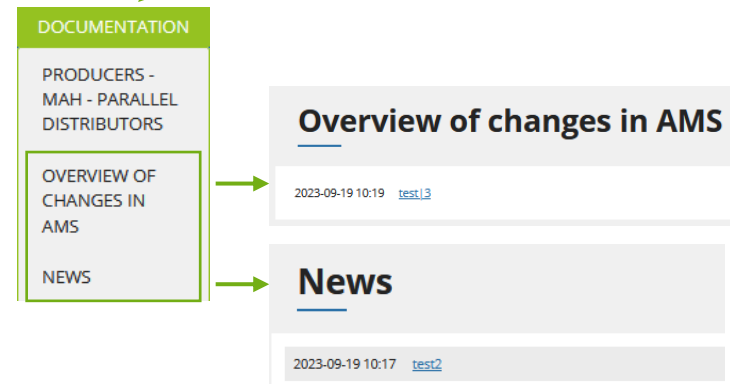 DOCUMENTATION
PRODUCERS -
MAH - PARALLEL
DISTRIBUTORS
OVERVIEW OF
CHANGES IN
AMS
NEWS
Overview of changes in AMS
2023-09-19 10:19 test|3
News
2023-09-19 10:17 test2